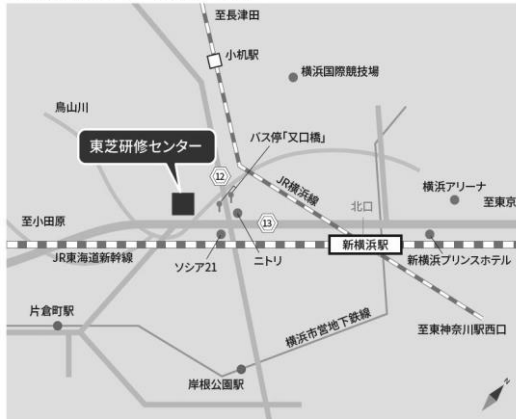 至長津田
小机駅
横浜国際競技場
鳥山川
バス停「又口橋」
東芝研修センター
12
JR横浜線
横浜アリーナ
北口
至東京
至小田原
13
新横浜駅
JR東海道新幹線
ソシア21
ニトリ
新横浜プリンスホテル
片倉町駅
横浜市営地下鉄線
至東神奈川駅西口
岸根公園駅
N